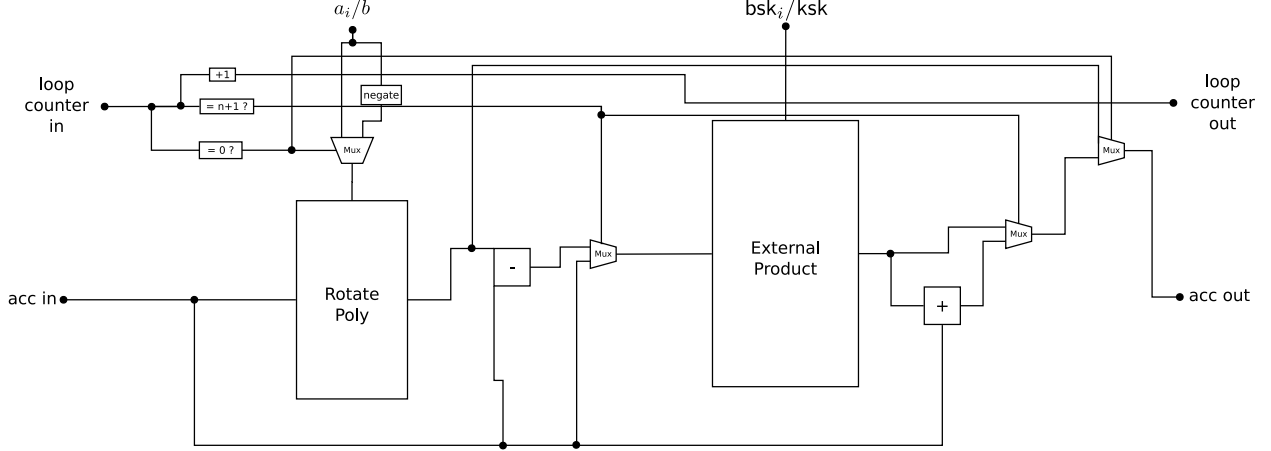 a_i/b
bsk_i/ksk
loop
counter
in
+1
negate
= n+1 ?
= 0 ?
Mux
loop
counter
out
Mux
Mux
Mux
-
External
Product
Rotate
Poly
+
acc in
acc out